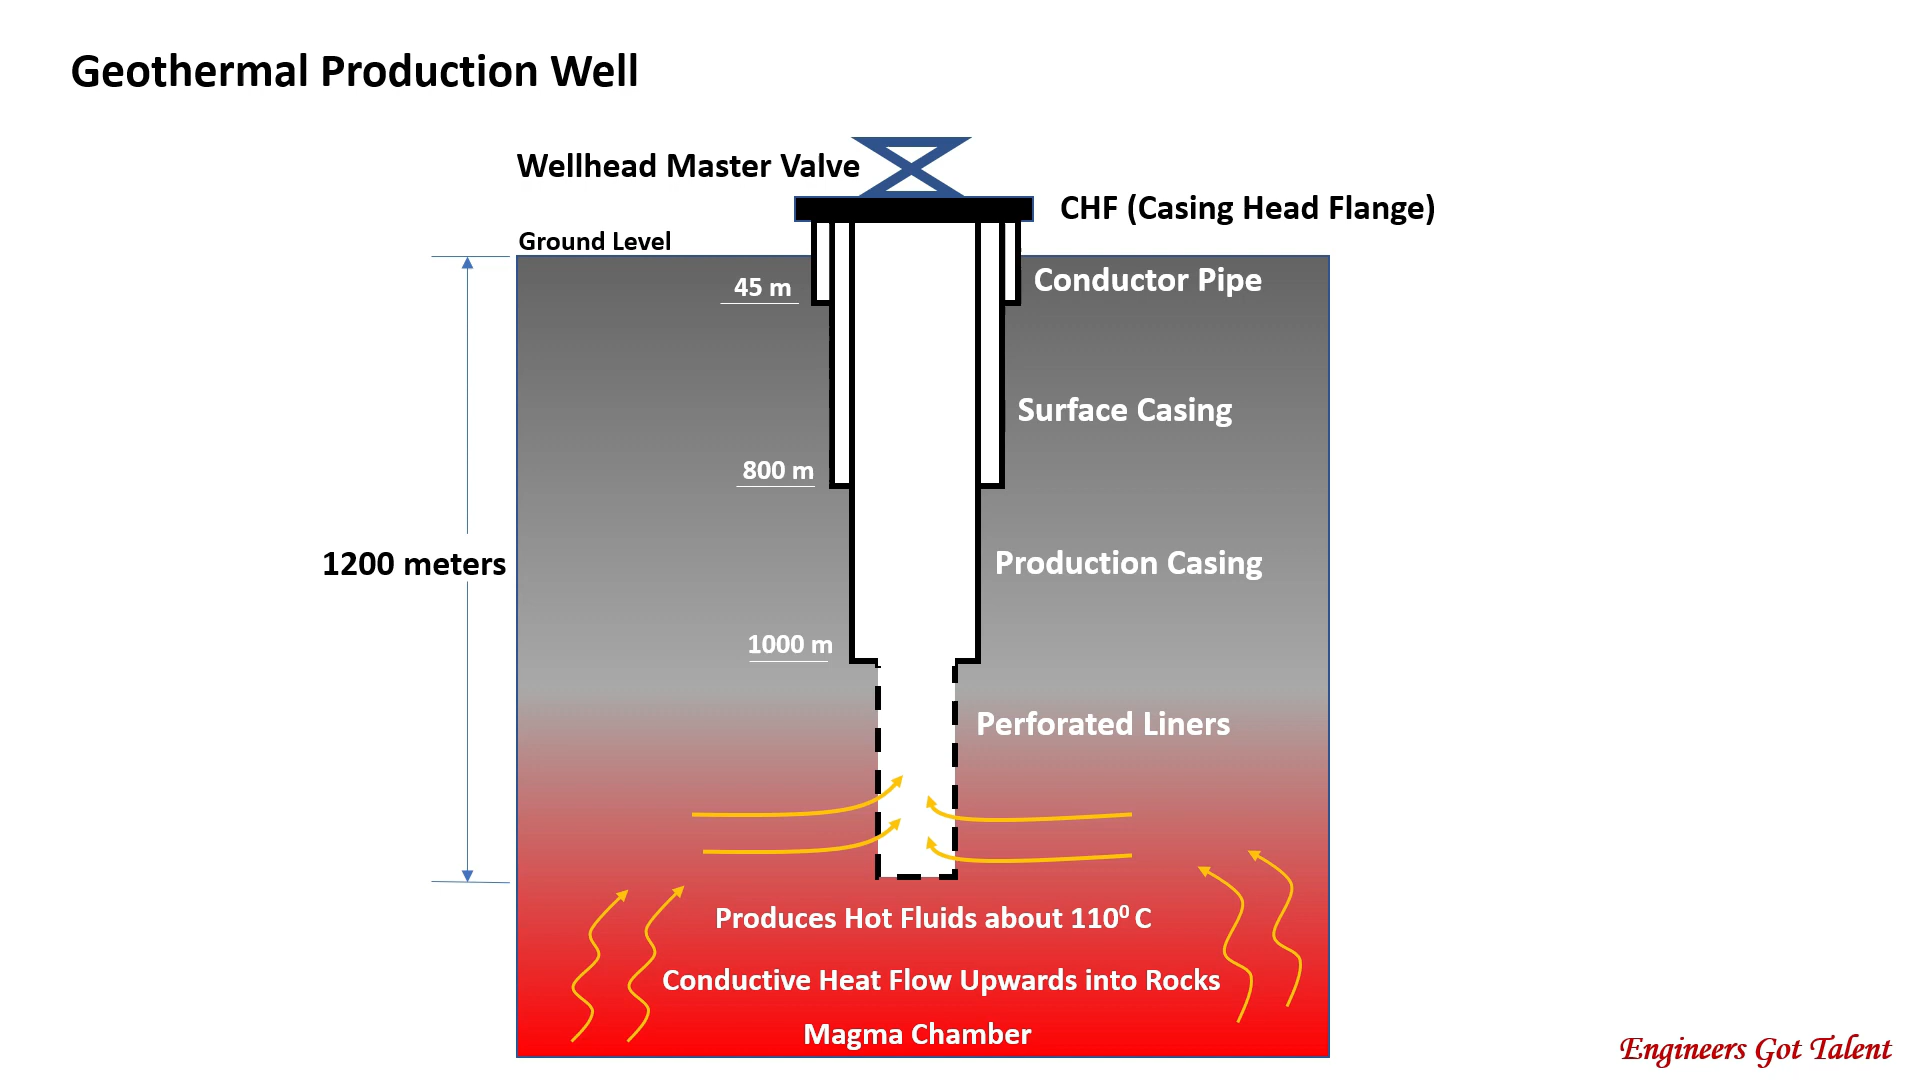 Geothermal Production Well
Wellhead Master Valve
CHF (Casing Head Flange)
Ground Level
Conductor Pipe
45 m
Surface Casing
800 m
1200 meters
Production Casing
1000 m
Perforated Liners
Produces Hot Fluids about 110⁰ C
Conductive Heat Flow Upwards into Rocks
Magma Chamber
Engineers Got Talent